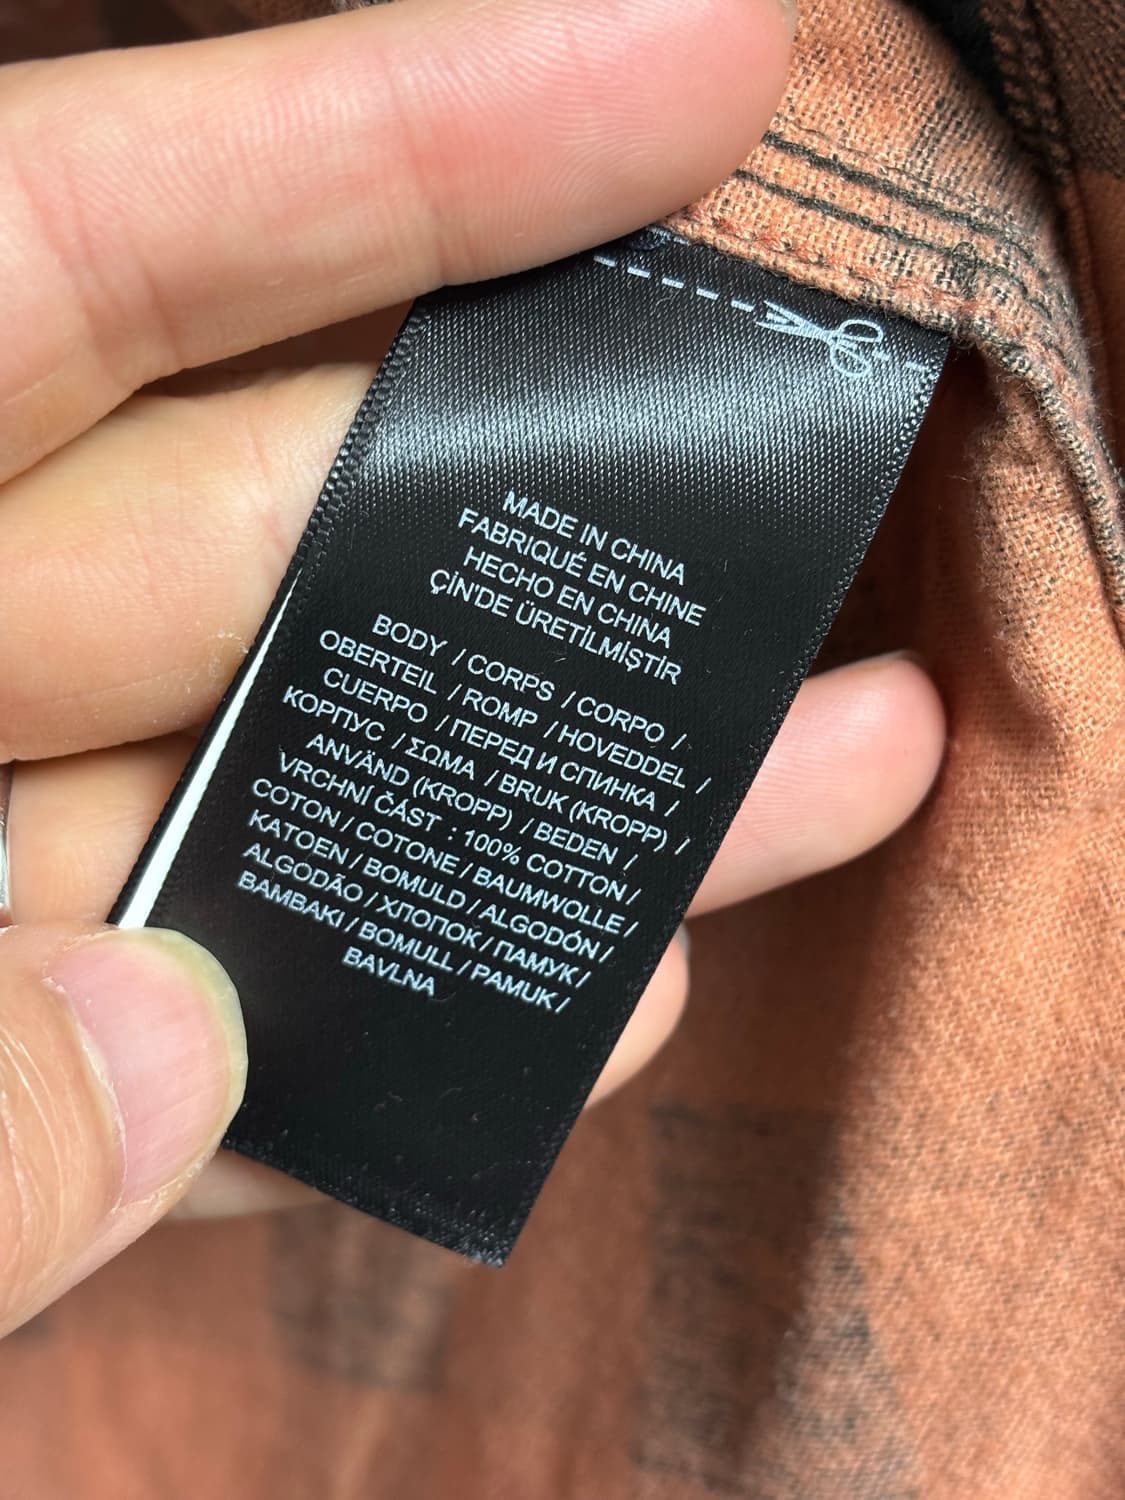 MADE IN CHINA
FABRIQUÉ EN CHINE
HECHO EN CHINA
ÇİN'DE ÜRETİLMİŞTİR
BODY / CORPS / CORPO /
OBERTEIL / ROMP / HOVEDDEL /
CUERPO / ПЕРЕД И СПИНКА /
КОРПУС / ΣΩΜΑ / BRUK (KROPP) /
ANVÄND (KROPP) / BEDEN /
VRCHNÍ ČÁST : 100% COTTON /
COTON / COTONE / BAUMWOLLE /
KATOEN / BOMULD / ALGODÓN /
ALGODÃO / ХЛОПОК / ПАМУК /
BAMBAKI / BOMULL / PAMUK /
BAVLNA